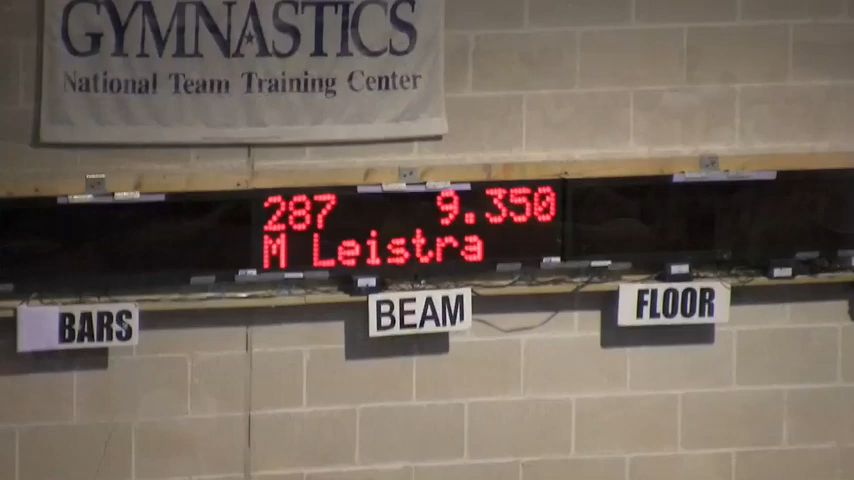 GYMNASTICS
National Team Training Center
287 9.350
M Leistra
BARS
BEAM
FLOOR